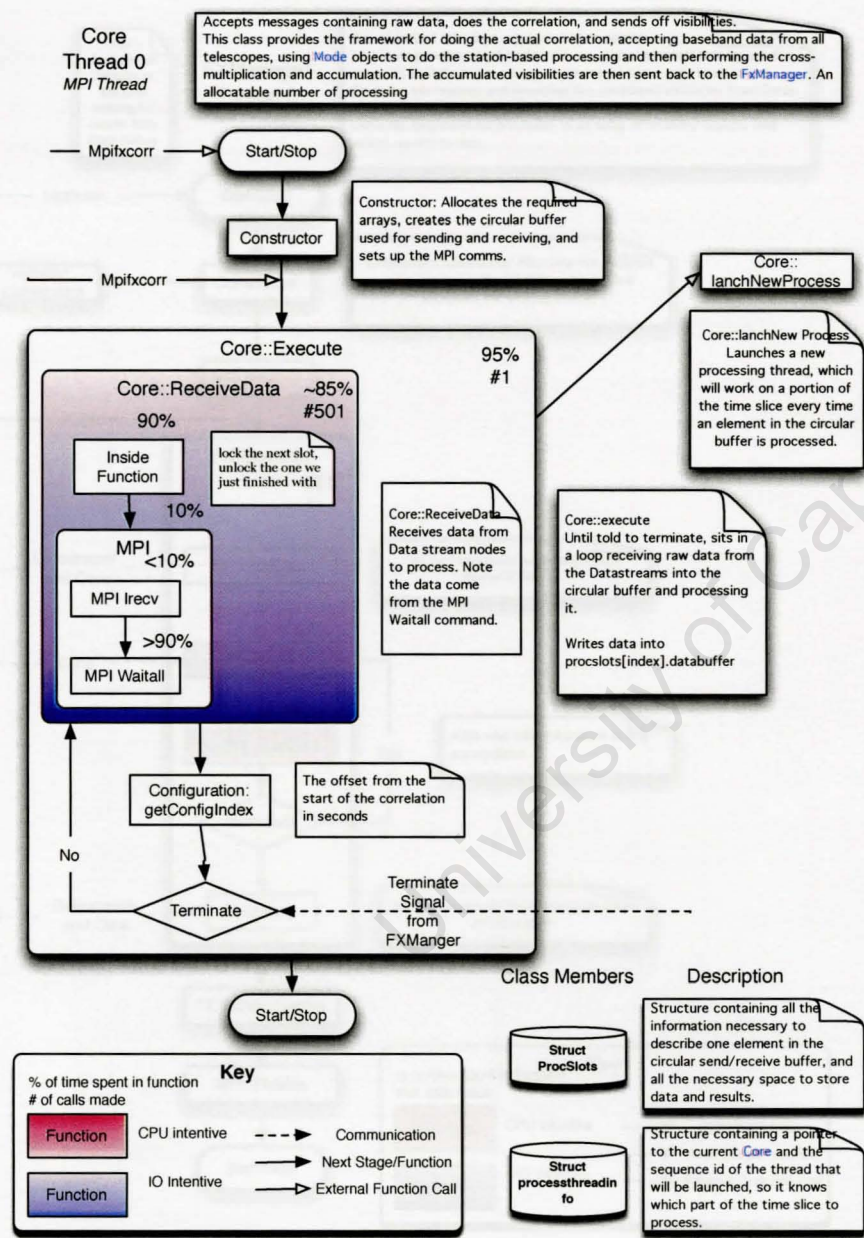 Core
Thread 0
MPI Thread
Accepts messages containing raw data, does the correlation, and sends off visibilities.
This class provides the framework for doing the actual correlation, accepting baseband data from all
telescopes, using Mode objects to do the station-based processing and then performing the cross-
multiplication and accumulation. The accumulated visibilities are then sent back to the FxManager. An
allocatable number of processing
Mpifxcorr
Start/Stop
Constructor
Constructor: Allocates the required
arrays, creates the circular buffer
used for sending and receiving, and
sets up the MPI comms.
Mpifxcorr
Core::
lanchNewProcess
Core::lanchNew Process
Launches a new
processing thread, which
will work on a portion of
the time slice every time
an element in the circular
buffer is processed.
Core::Execute
95%
#1
Core::ReceiveData
~85%
#501
90%
Inside
Function
lock the next slot,
unlock the one we
just finished with
10%
MPI
<10%
MPI Irecv
>90%
MPI Waitall
Core::ReceiveData
Receives data from
Data stream nodes
to process. Note
the data come
from the MPI
Waitall command.
Core::execute
Until told to terminate, sits in
a loop receiving raw data from
the Datastreams into the
circular buffer and processing
it.
Writes data into
procslots[index].databuffer
Configuration:
getConfigIndex
The offset from the
start of the correlation
in seconds
No
Terminate
Terminate
Signal
from
FXManger
Start/Stop
Class Members
Description
Struct
ProcSlots
Structure containing all the
information necessary to
describe one element in the
circular send/receive buffer, and
all the necessary space to store
data and results.
Struct
processthreadin
fo
Structure containing a pointer
to the current Core and the
sequence id of the thread that
will be launched, so it knows
which part of the time slice to
process.
Key
% of time spent in function
# of calls made
Function
CPU intentive
Communication
Next Stage/Function
Function
IO Intentive
External Function Call
University of Ca